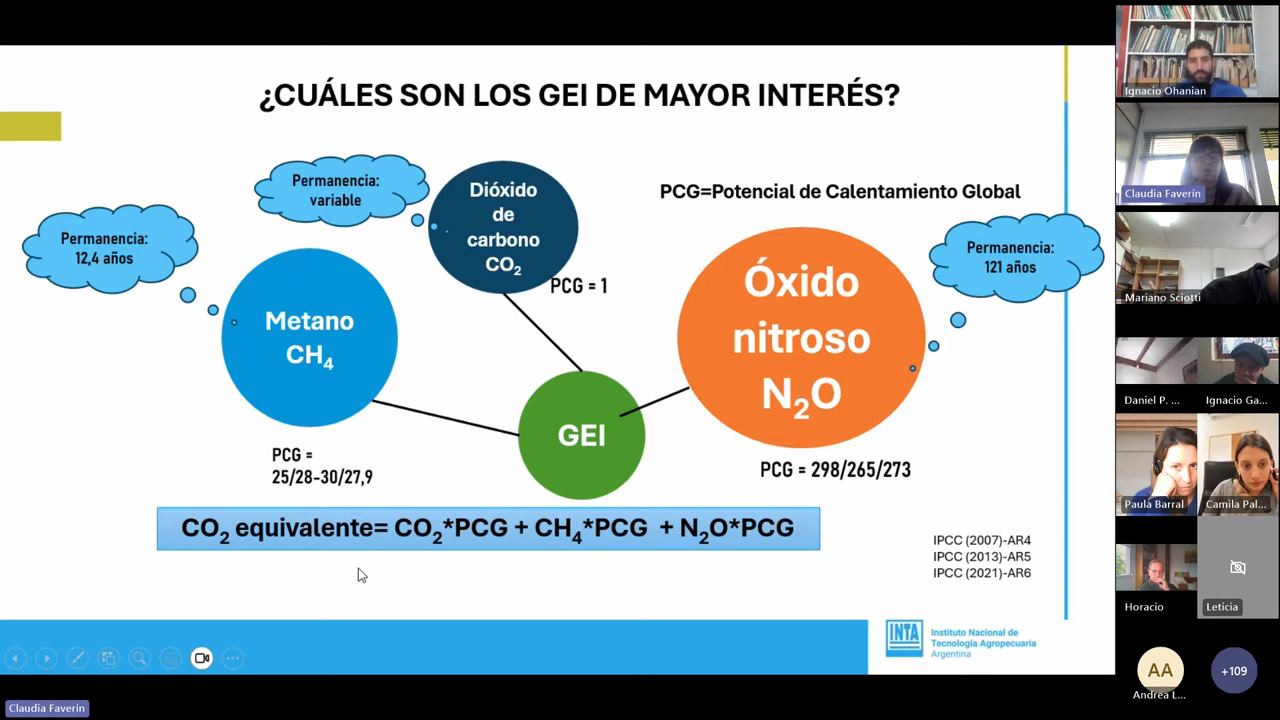 ¿CUÁLES SON LOS GEI DE MAYOR INTERÉS?
Permanencia:
12,4 años
Permanencia:
variable
Dióxido
de
carbono
CO₂
PCG = 1
PCG=Potencial de Calentamiento Global
Permanencia:
121 años
Metano
CH₄
Óxido
nitroso
N₂O
GEI
PCG =
25/28-30/27,9
PCG = 298/265/273
CO₂ equivalente= CO₂*PCG + CH₄*PCG + N₂O*PCG
IPCC (2007)-AR4
IPCC (2013)-AR5
IPCC (2021)-AR6
INTA
Instituto Nacional de
Tecnología Agropecuaria
Argentina
Claudia Faverín
Ignacio Ohanian
Claudia Faverín
Mariano Sciotti
Daniel P. ...
Ignacio Ga...
Paula Barral
Camila Pal...
Horacio
Leticia
AA
Andrea L...
+109